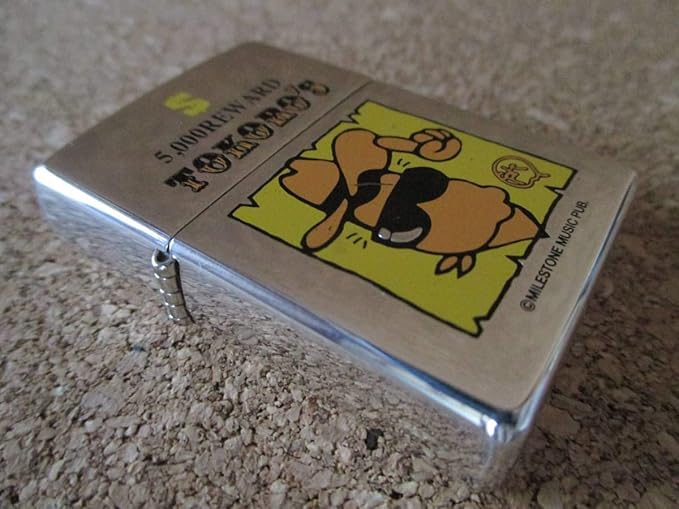 $
5,000REWARD
TOKORO'S
©MILESTONE MUSIC PUB.